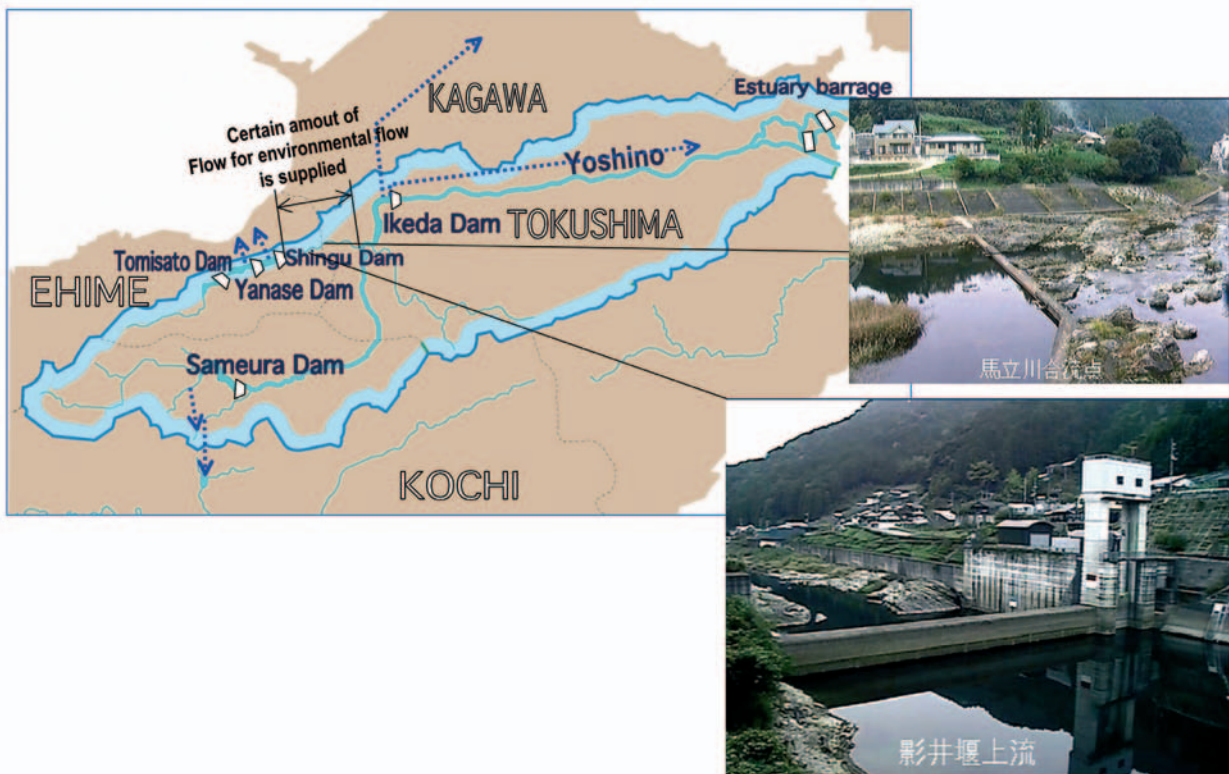 Estuary barrage
KAGAWA
Certain amout of
Flow for environmental flow
is supplied
Yoshino
Ikeda Dam
TOKUSHIMA
Tomisato Dam
Shingu Dam
EHIME
Yanase Dam
Sameura Dam
KOCHI
馬立川合流点
影井堰上流